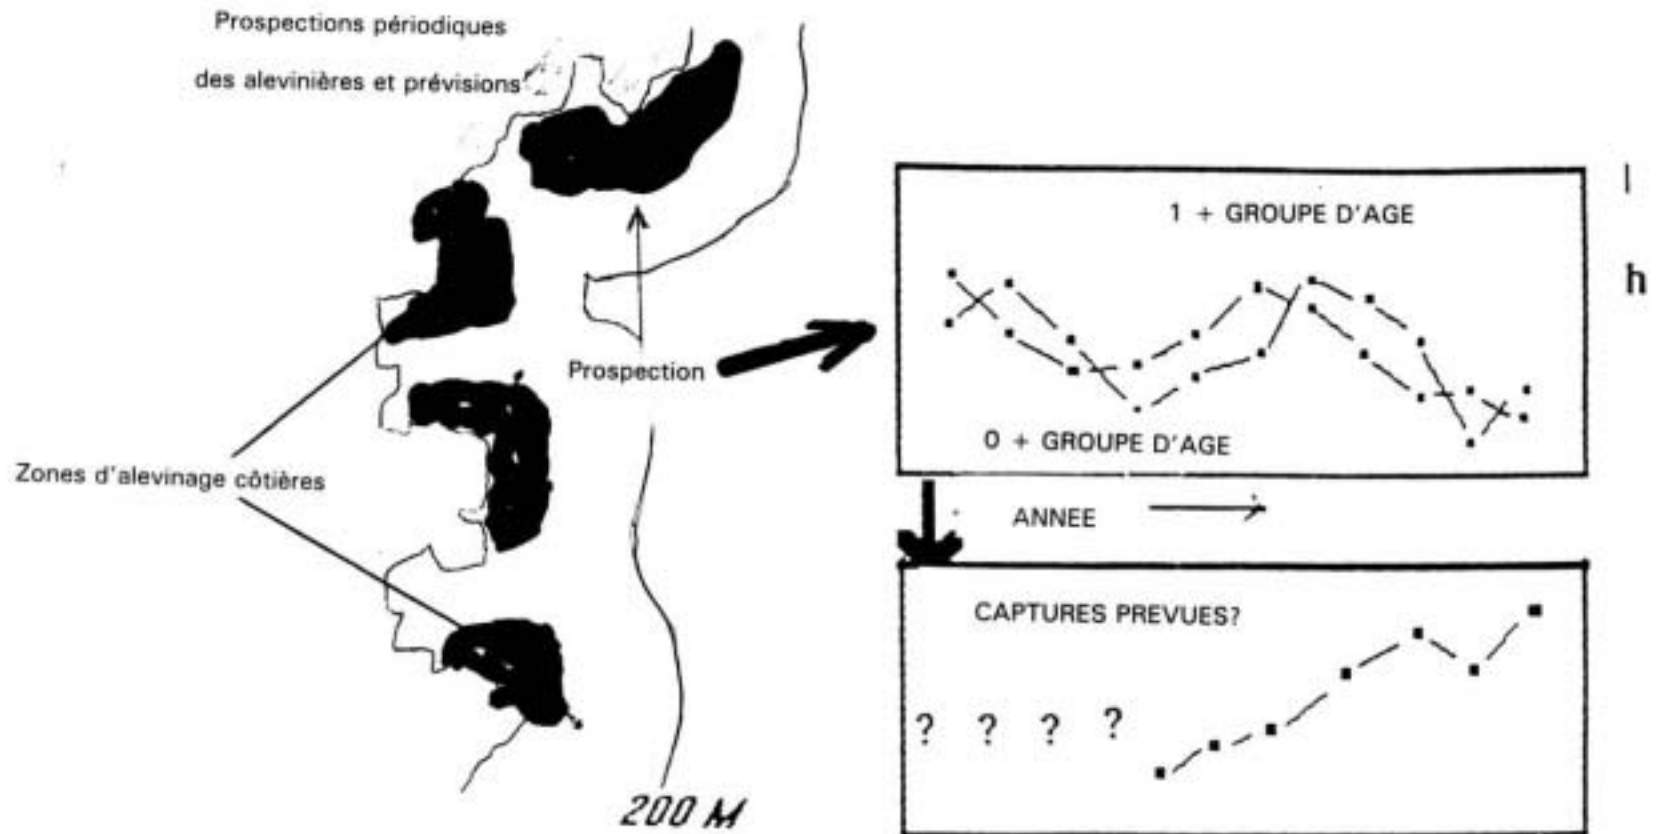 Prospections périodiques
des alevinières et prévisions
Zones d'alevinage côtières
Prospection
200 M
1 + GROUPE D'AGE
0 + GROUPE D'AGE
l
h
ANNEE
CAPTURES PREVUES?
? ? ? ?